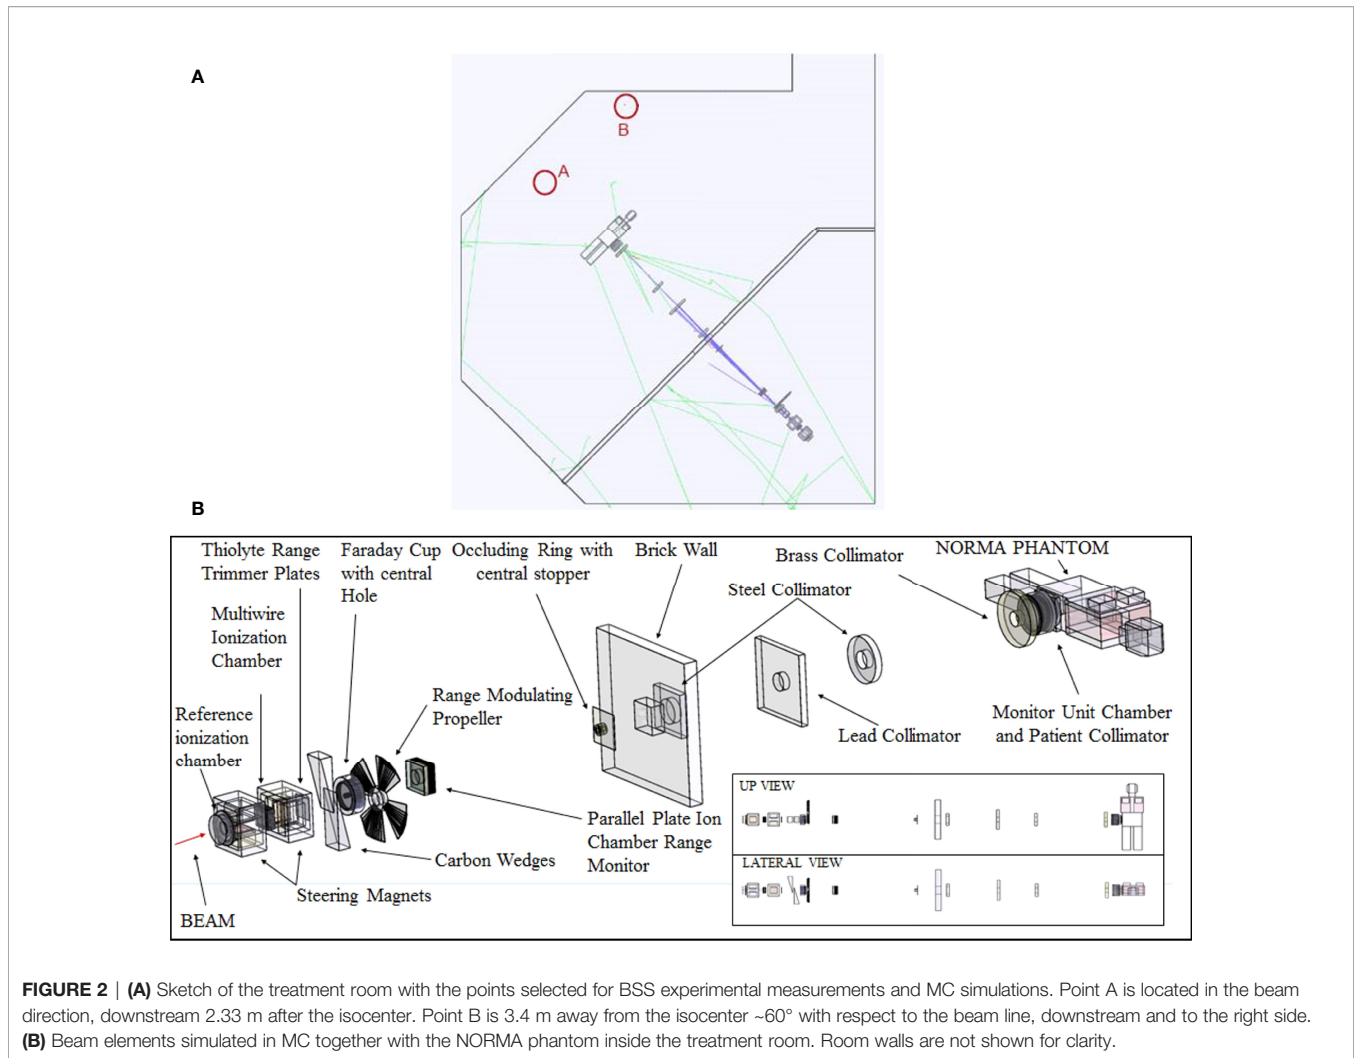 A
B
A
B
Thiolyte Range
Trimmer Plates
Faraday Cup
with central
Hole
Occluding Ring with
central stopper
Brick Wall
Brass Collimator
NORMA PHANTOM
Steel Collimator
Multiwire
Ionization
Chamber
Range Modulating
Propeller
Reference
ionization
chamber
Monitor Unit Chamber
and Patient Collimator
Lead Collimator
Parallel Plate Ion
Chamber Range
Monitor
Carbon Wedges
Steering Magnets
BEAM
UP VIEW
LATERAL VIEW
FIGURE 2 | (A) Sketch of the treatment room with the points selected for BSS experimental measurements and MC simulations. Point A is located in the beam
direction, downstream 2.33 m after the isocenter. Point B is 3.4 m away from the isocenter ~60° with respect to the beam line, downstream and to the right side.
(B) Beam elements simulated in MC together with the NORMA phantom inside the treatment room. Room walls are not shown for clarity.